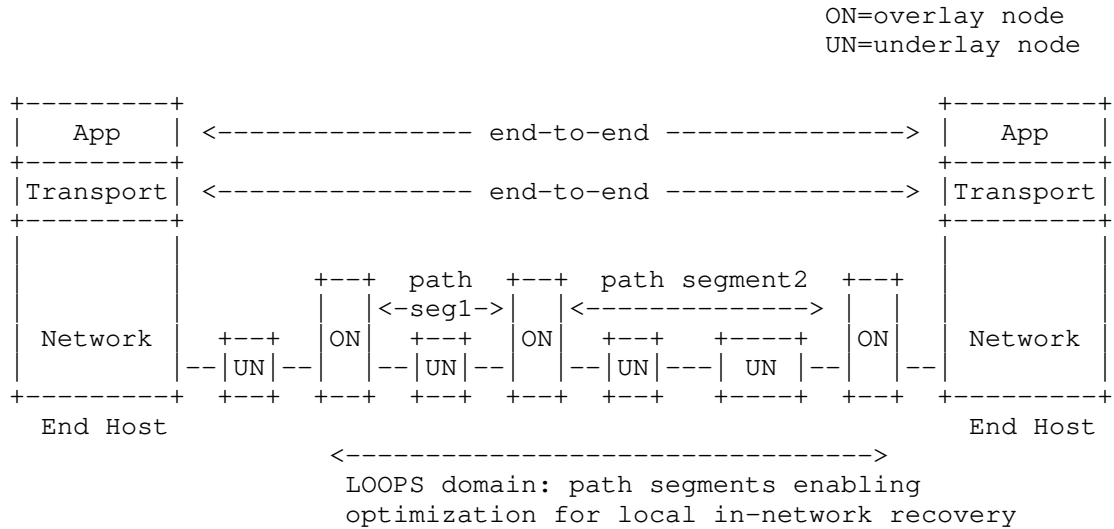 ON=overlay node
UN=underlay node
App <---------------- end-to-end ---------------> App
Transport <---------------- end-to-end ---------------> Transport
path path segment2
<-seg1-> <-------------->
Network ON ON ON Network
UN UN UN UN
End Host End Host
<---------------------------------->
LOOPS domain: path segments enabling
optimization for local in-network recovery